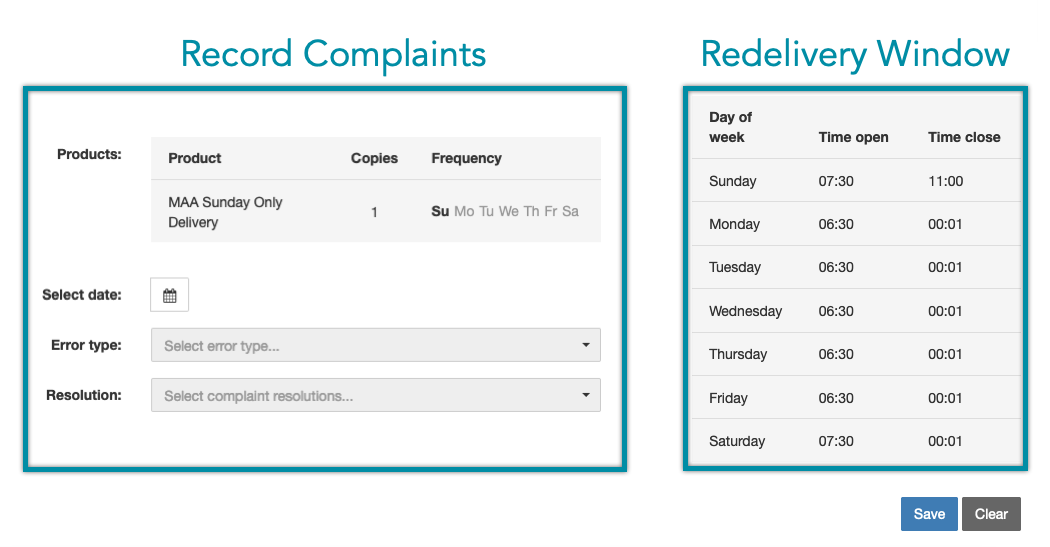 Record Complaints
Products:
Product Copies Frequency
MAA Sunday Only
Delivery
1
Su Mo Tu We Th Fr Sa
Select date:
Error type:
Select error type...
Resolution:
Select complaint resolutions...
Redelivery Window
Day of
week
Time open Time close
Sunday 07:30 11:00
Monday 06:30 00:01
Tuesday 06:30 00:01
Wednesday 06:30 00:01
Thursday 06:30 00:01
Friday 06:30 00:01
Saturday 07:30 00:01
Save Clear